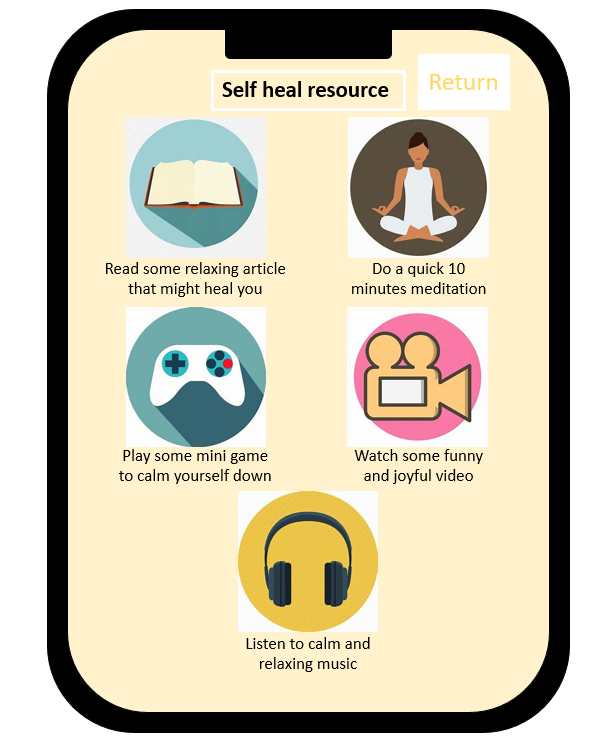 Self heal resource
Return
Read some relaxing article
that might heal you
Do a quick 10
minutes meditation
Play some mini game
to calm yourself down
Watch some funny
and joyful video
Listen to calm and
relaxing music